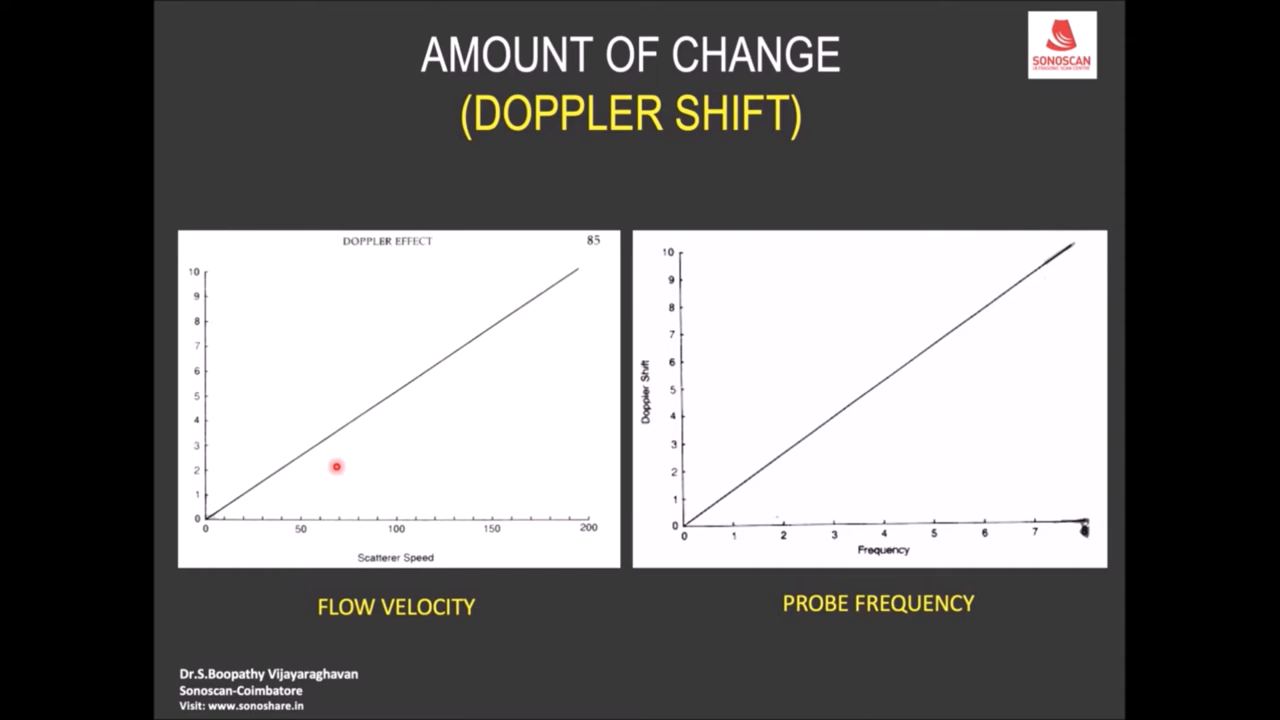 AMOUNT OF CHANGE
(DOPPLER SHIFT)
SONOSCAN
ULTRASONIC SCAN CENTRE
DOPPLER EFFECT 85
10
9
8
7
6
5
4
3
2
1
0
0 50 100 150 200
Scatterer Speed
FLOW VELOCITY
Doppler Shift
10
9
8
7
6
5
4
3
2
1
0
0 1 2 3 4 5 6 7
Frequency
PROBE FREQUENCY
Dr.S.Boopathy Vijayaraghavan
Sonoscan-Coimbatore
Visit: www.sonoshare.in